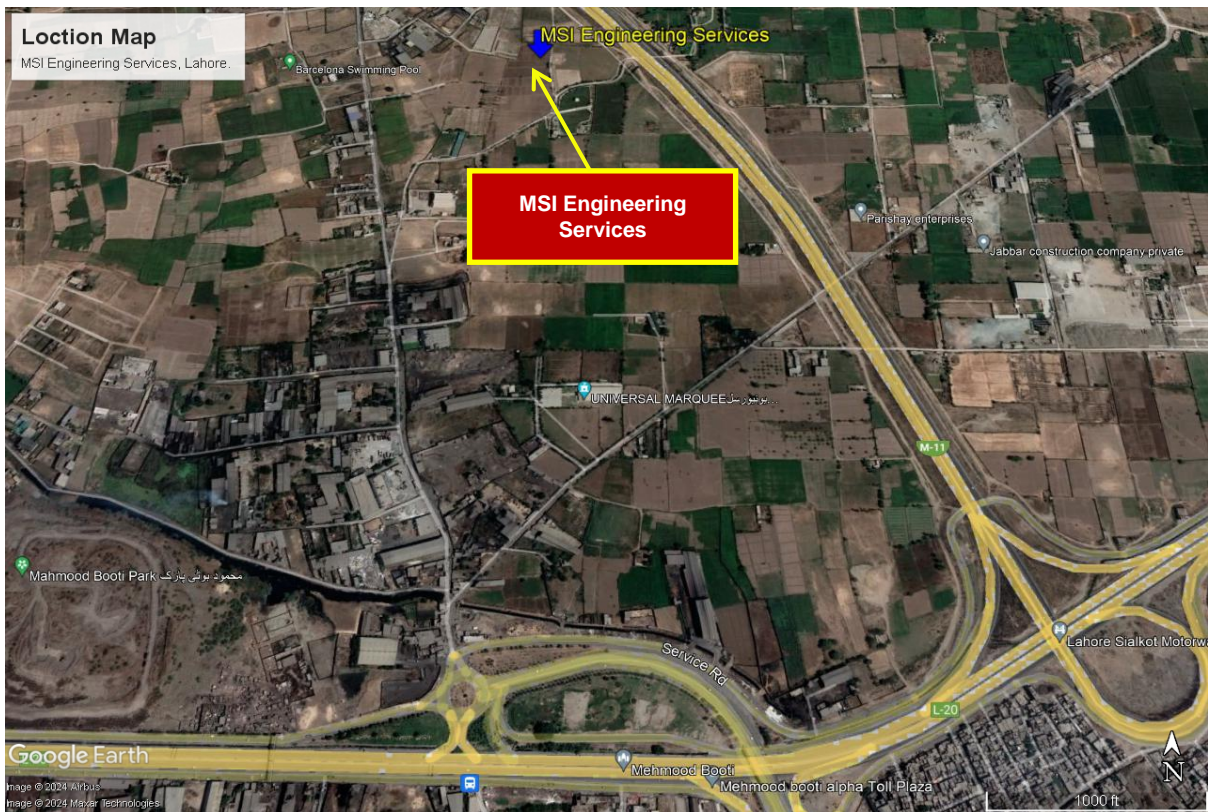 Loction Map
MSI Engineering Services, Lahore.
MSI Engineering Services
Barcelona Swimming Pool
MSI Engineering
Services
Parishay enterprises
Jabbar construction company private
UNIVERSAL MARQUEE یونیورسل...
M-11
Mahmood Booti Park محمود بوٹی پارک
Lahore Sialkot Motorwa
Service Rd
L-20
Google Earth
Mehmood Booti
Mehmood booti alpha Toll Plaza
N
Image © 2024 Airbus
Image © 2024 Maxar Technologies
1000 ft